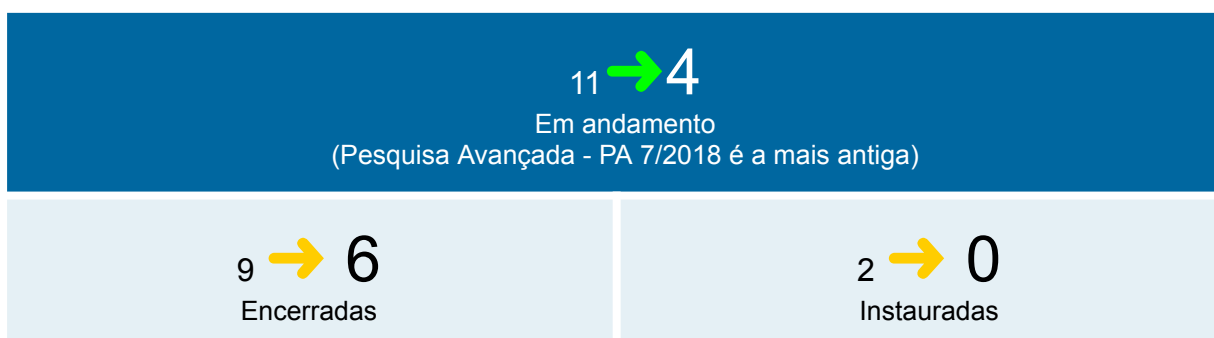 11 4
Em andamento
(Pesquisa Avançada - PA 7/2018 é a mais antiga)
9 6
Encerradas
2 0
Instauradas